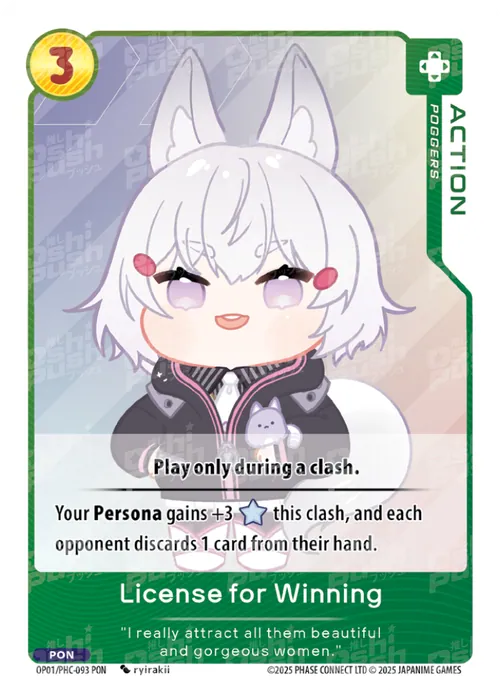 3
ACTION
POGGERS
Play only during a clash.
Your Persona gains +3 this clash, and each
opponent discards 1 card from their hand.
License for Winning
"I really attract all them beautiful
and gorgeous women."
PON
OP01/PHC-093 PON ryirakii ©2025 PHASE CONNECT LTD © 2025 JAPANIME GAMES